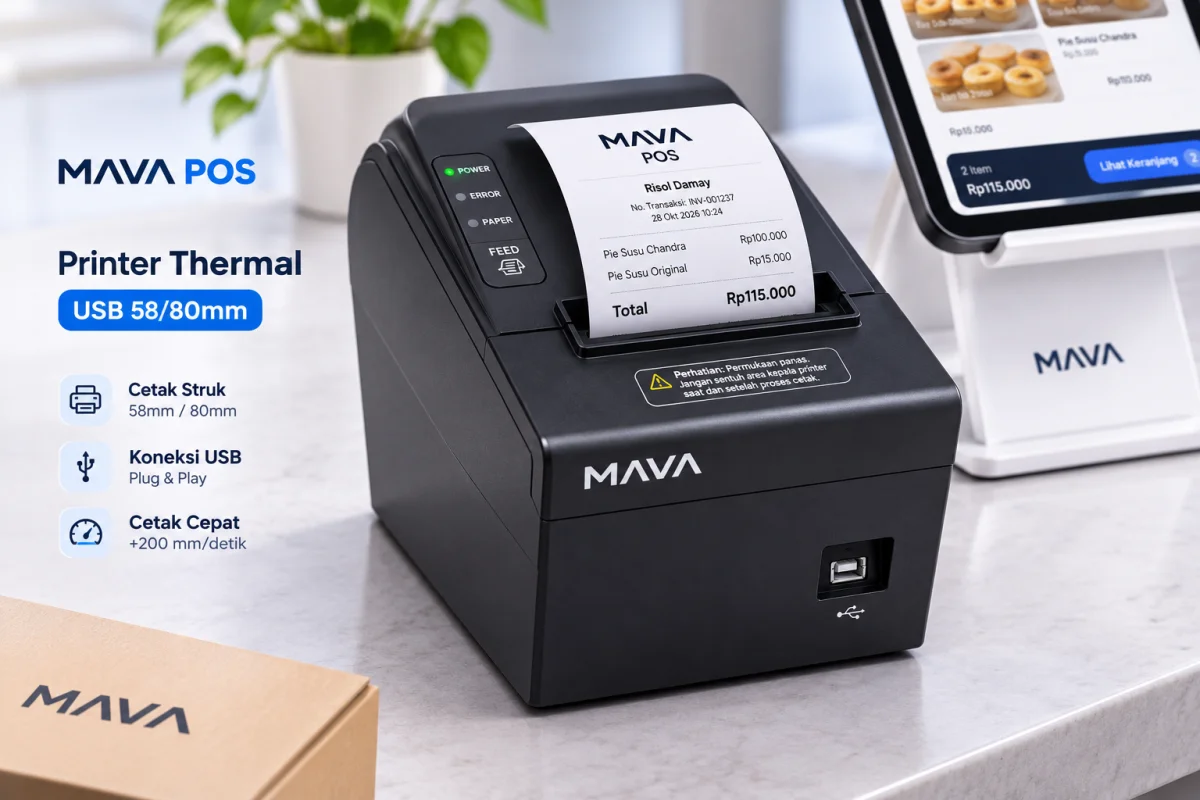 MAVA POS
Printer Thermal
USB 58/80mm
Cetak Struk
58mm / 80mm
Koneksi USB
Plug & Play
Cetak Cepat
+200 mm/detik
MAVA
POWER
ERROR
PAPER
FEED
MAVA
POS
Risol Damay
No. Transaksi: INV-001237
28 Okt 2026 10:24
Pie Susu Chandra Rp100.000
Pie Susu Original Rp15.000
Total Rp115.000
Perhatian: Permukaan panas.
Jangan sentuh area kepala printer
saat dan setelah proses cetak.
MAVA
Pie Susu Chandra
Rp15.000
2 item
Rp115.000
Lihat Keranjang 2
MAVA